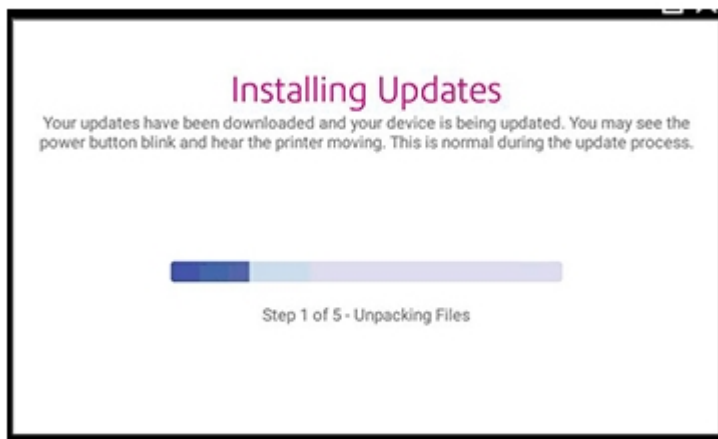 Installing Updates
Your updates have been downloaded and your device is being updated. You may see the
power button blink and hear the printer moving. This is normal during the update process.
Step 1 of 5 - Unpacking Files